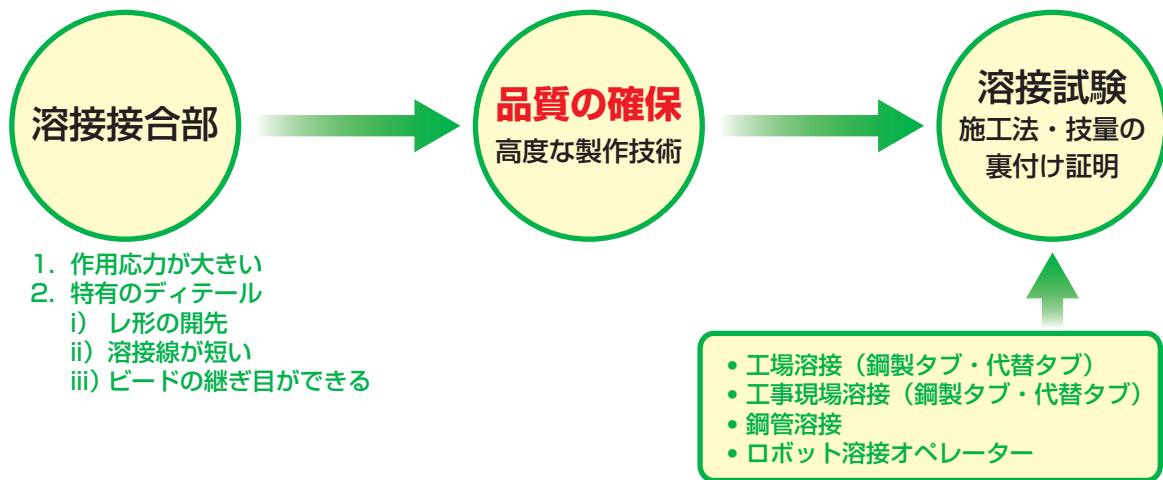 溶接接合部
1. 作用応力が大きい
2. 特有のディテール
i) レ形の開先
ii) 溶接線が短い
iii) ビードの継ぎ目ができる
品質の確保
高度な製作技術
溶接試験
施工法・技量の
裏付け証明
• 工場溶接（鋼製タブ・代替タブ）
• 工事現場溶接（鋼製タブ・代替タブ）
• 鋼管溶接
• ロボット溶接オペレーター